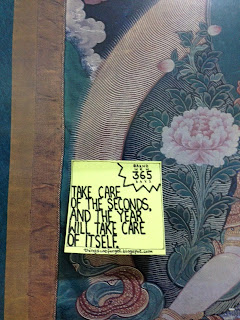 365
TAKE CARE
OF THE SECONDS,
AND THE YEAR
WILL TAKE CARE
OF ITSELF.